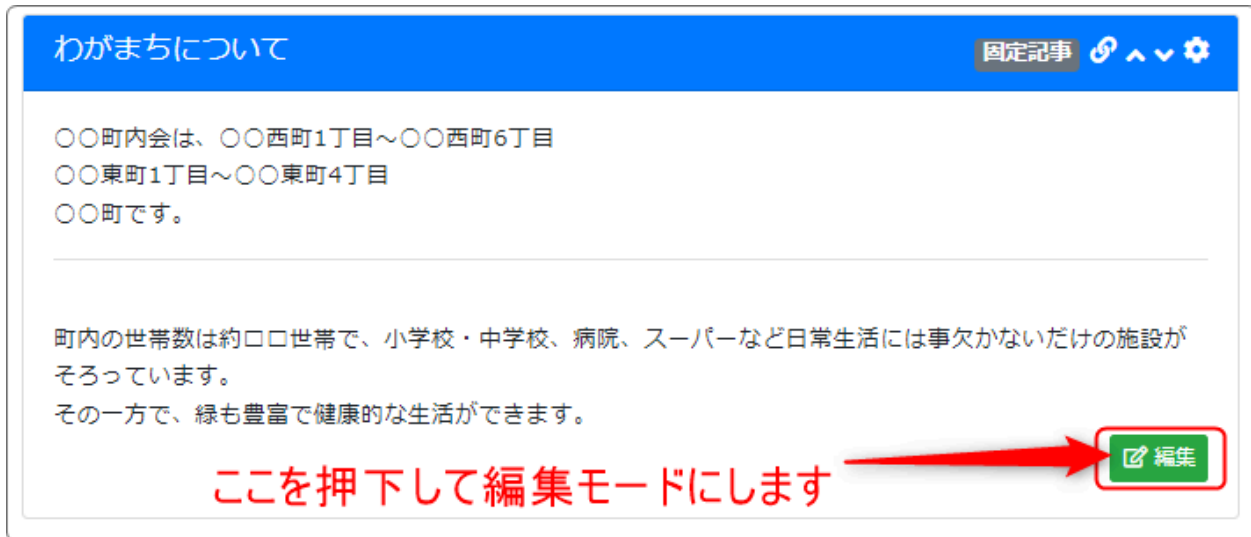 わがまちについて
固定記事
○○町内会は、○○西町1丁目～○○西町6丁目
○○東町1丁目～○○東町4丁目
○○町です。
町内の世帯数は約□□世帯で、小学校・中学校、病院、スーパーなど日常生活には事欠かないだけの施設が
そろっています。
その一方で、緑も豊富で健康的な生活ができます。
編集
ここを押下して編集モードにします